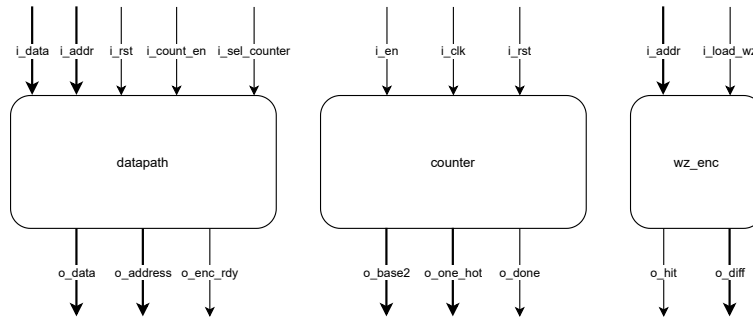 i_data i_addr i_rst i_count_en i_sel_counter i_en i_clk i_rst i_addr i_load_wz
datapath counter wz_enc
o_data o_address o_enc_rdy o_base2 o_one_hot o_done o_hit o_diff